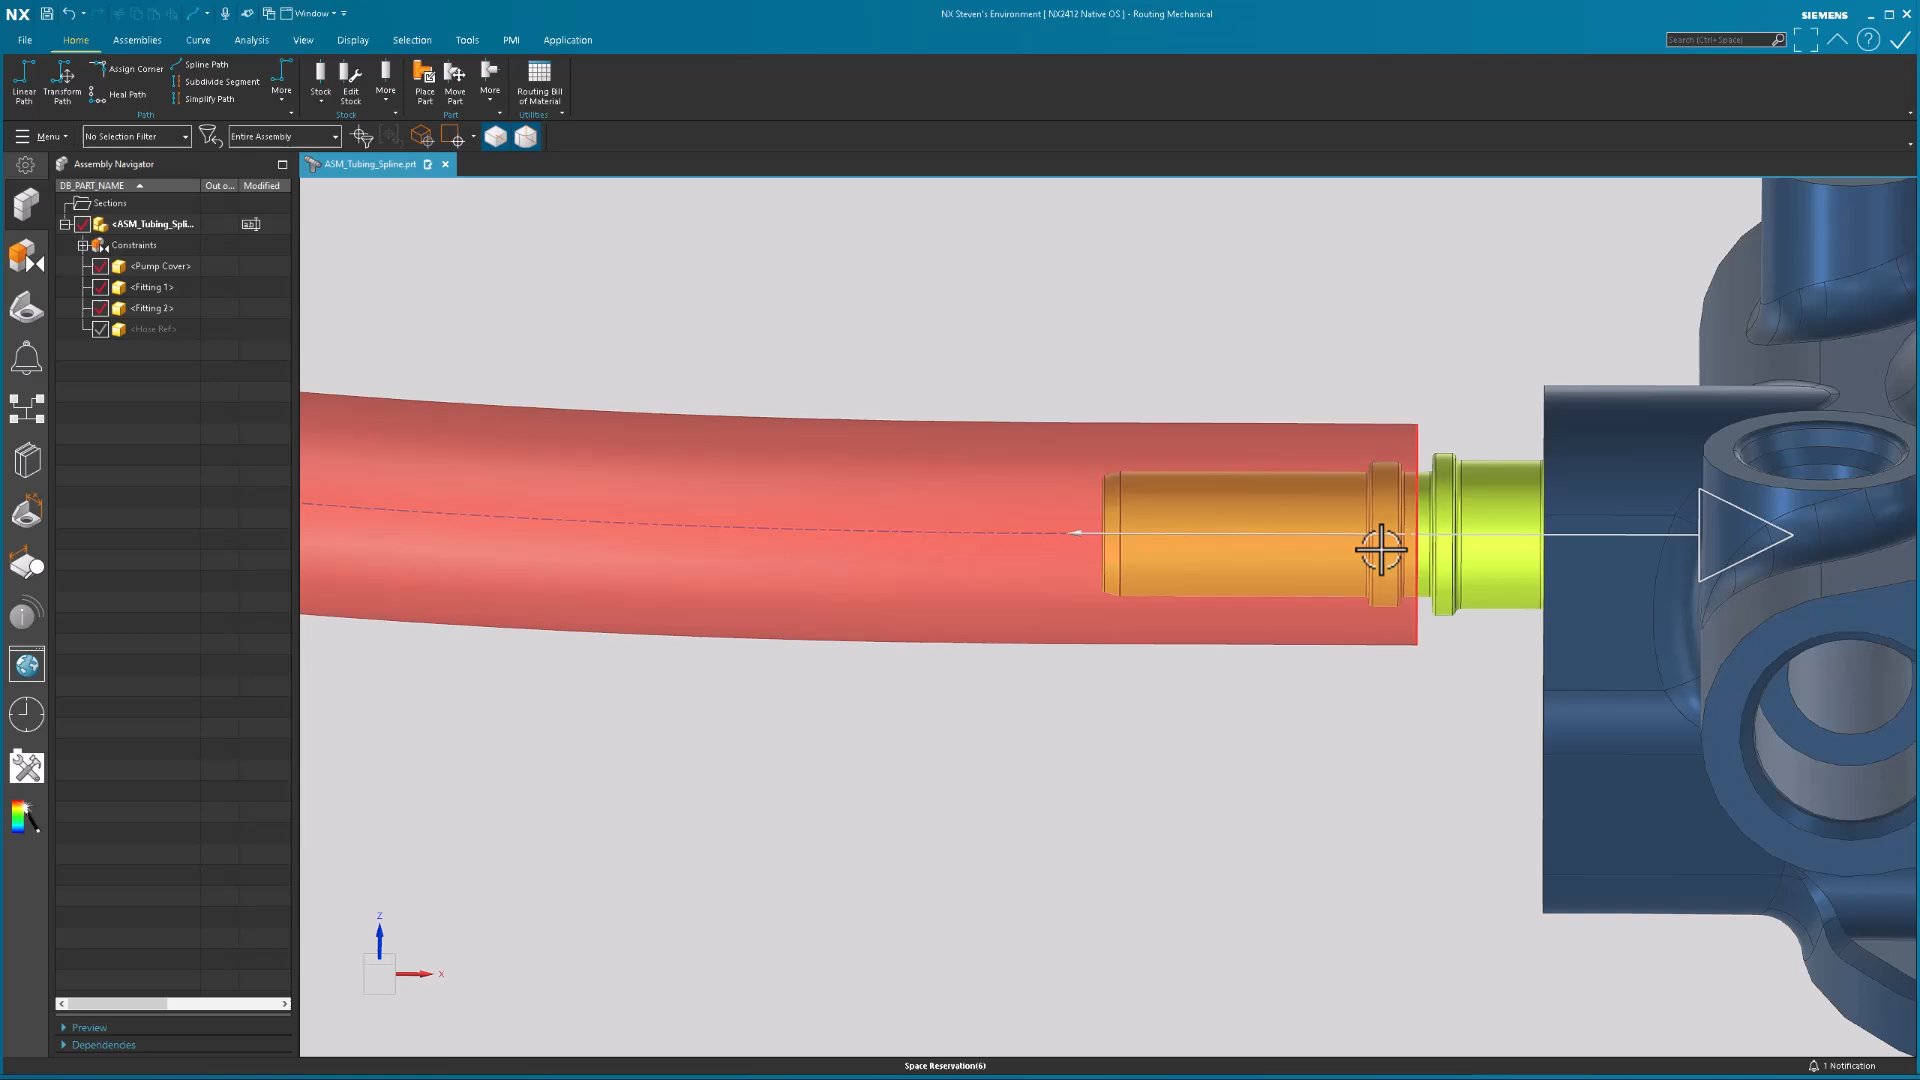 NX
Window
NX Steven's Environment [ NX2412 Native OS ] - Routing Mechanical
SIEMENS
File
Home
Assemblies
Curve
Analysis
View
Display
Selection
Tools
PMI
Application
Search (Ctrl+Space)
Linear Path
Transform Path
Assign Corner
Heal Path
Spline Path
Subdivide Segment
Simplify Path
More
Path
Stock
Edit Stock
More
Stock
Place Part
Move Part
More
Part
Routing Bill of Material
Utilities
Menu
No Selection Filter
Entire Assembly
Assembly Navigator
ASM_Tubing_Spline.prt
DB_PART_NAME
Out o...
Modified
Sections
<ASM_Tubing_Spli...
Constraints
<Pump Cover>
<Fitting 1>
<Fitting 2>
<Hose Ref>
Z
X
Preview
Dependencies
Space Reservation(6)
1 Notification